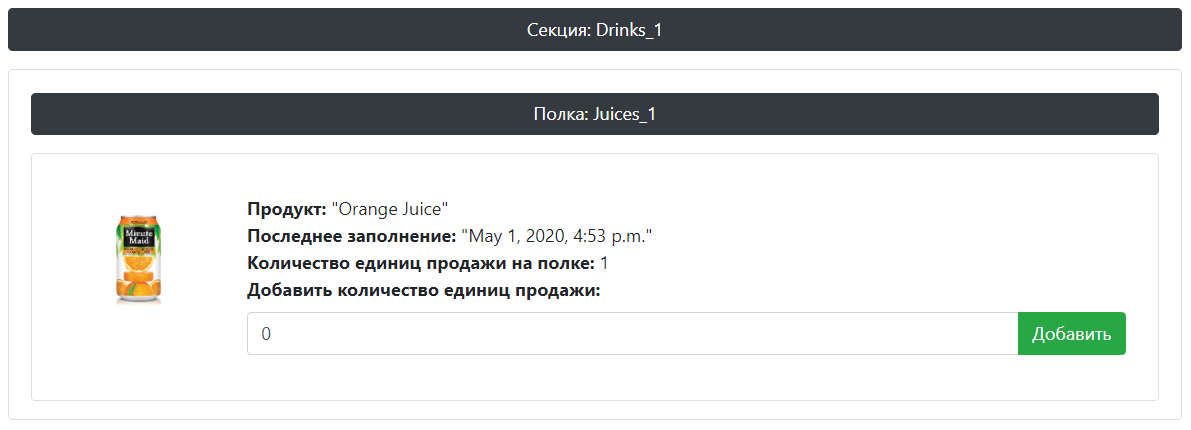 Секция: Drinks_1
Полка: Juices_1
Minute
Maid
Продукт: "Orange Juice"
Последнее заполнение: "May 1, 2020, 4:53 p.m."
Количество единиц продажи на полке: 1
Добавить количество единиц продажи:
0 Добавить